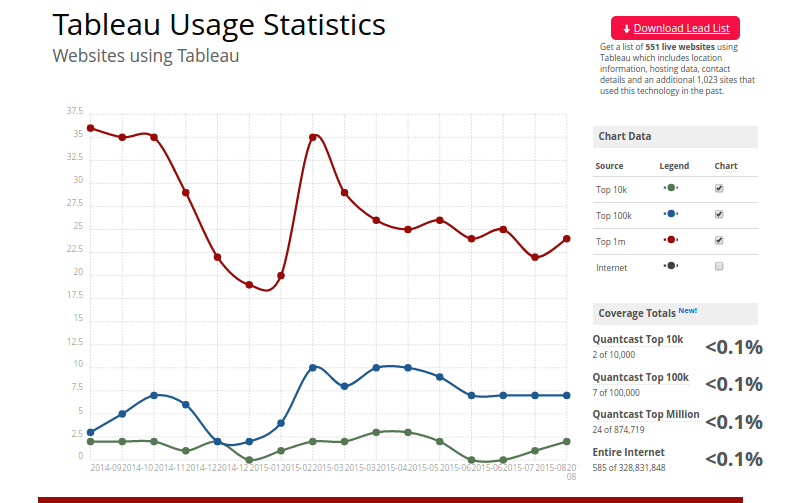 Tableau Usage Statistics
Websites using Tableau
Download Lead List
Get a list of 551 live websites using
Tableau which includes location
information, hosting data, contact
details and an additional 1,023 sites that
used this technology in the past.
37.5
35
32.5
30
27.5
25
22.5
20
17.5
15
12.5
10
7.5
5
2.5
0
2014-09 2014-10 2014-11 2014-12 2014-12 2015-01 2015-02 2015-03 2015-03 2015-04 2015-05 2015-06 2015-06 2015-07 2015-08 20
08
Chart Data
Source Legend Chart
Top 10k
Top 100k
Top 1m
Internet
Coverage Totals New!
Quantcast Top 10k <0.1%
2 of 10,000
Quantcast Top 100k <0.1%
7 of 100,000
Quantcast Top Million <0.1%
24 of 874,719
Entire Internet <0.1%
585 of 328,831,848